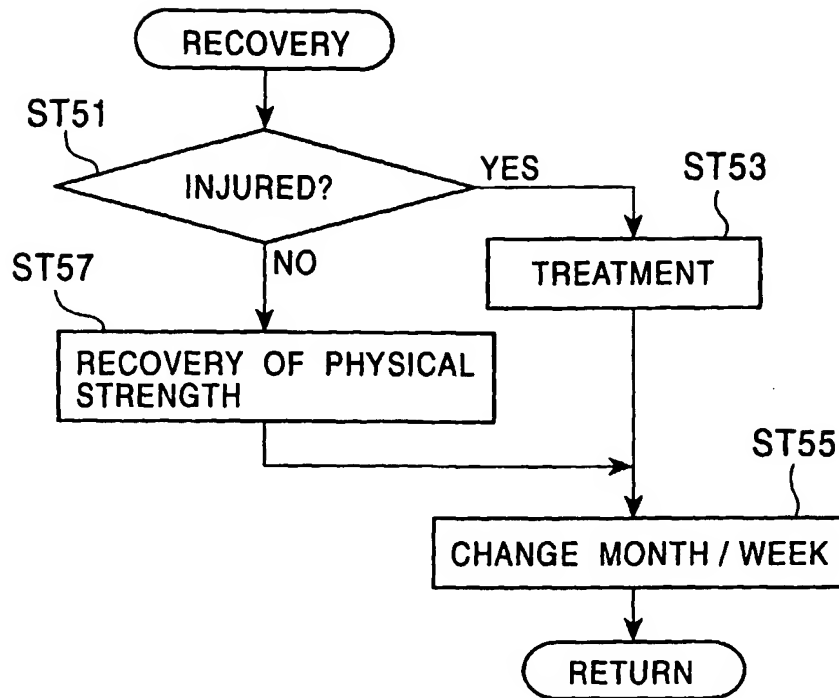 RECOVERY
ST51
INJURED?
YES
ST53
ST57
NO
TREATMENT
RECOVERY OF PHYSICAL
STRENGTH
ST55
CHANGE MONTH / WEEK
RETURN